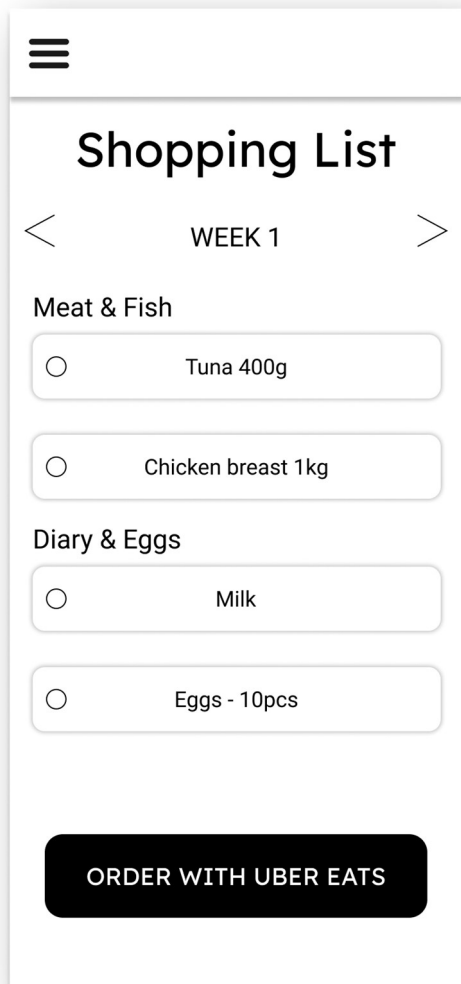 Shopping List
WEEK 1
Meat & Fish
Tuna 400g
Chicken breast 1kg
Diary & Eggs
Milk
Eggs - 10pcs
ORDER WITH UBER EATS